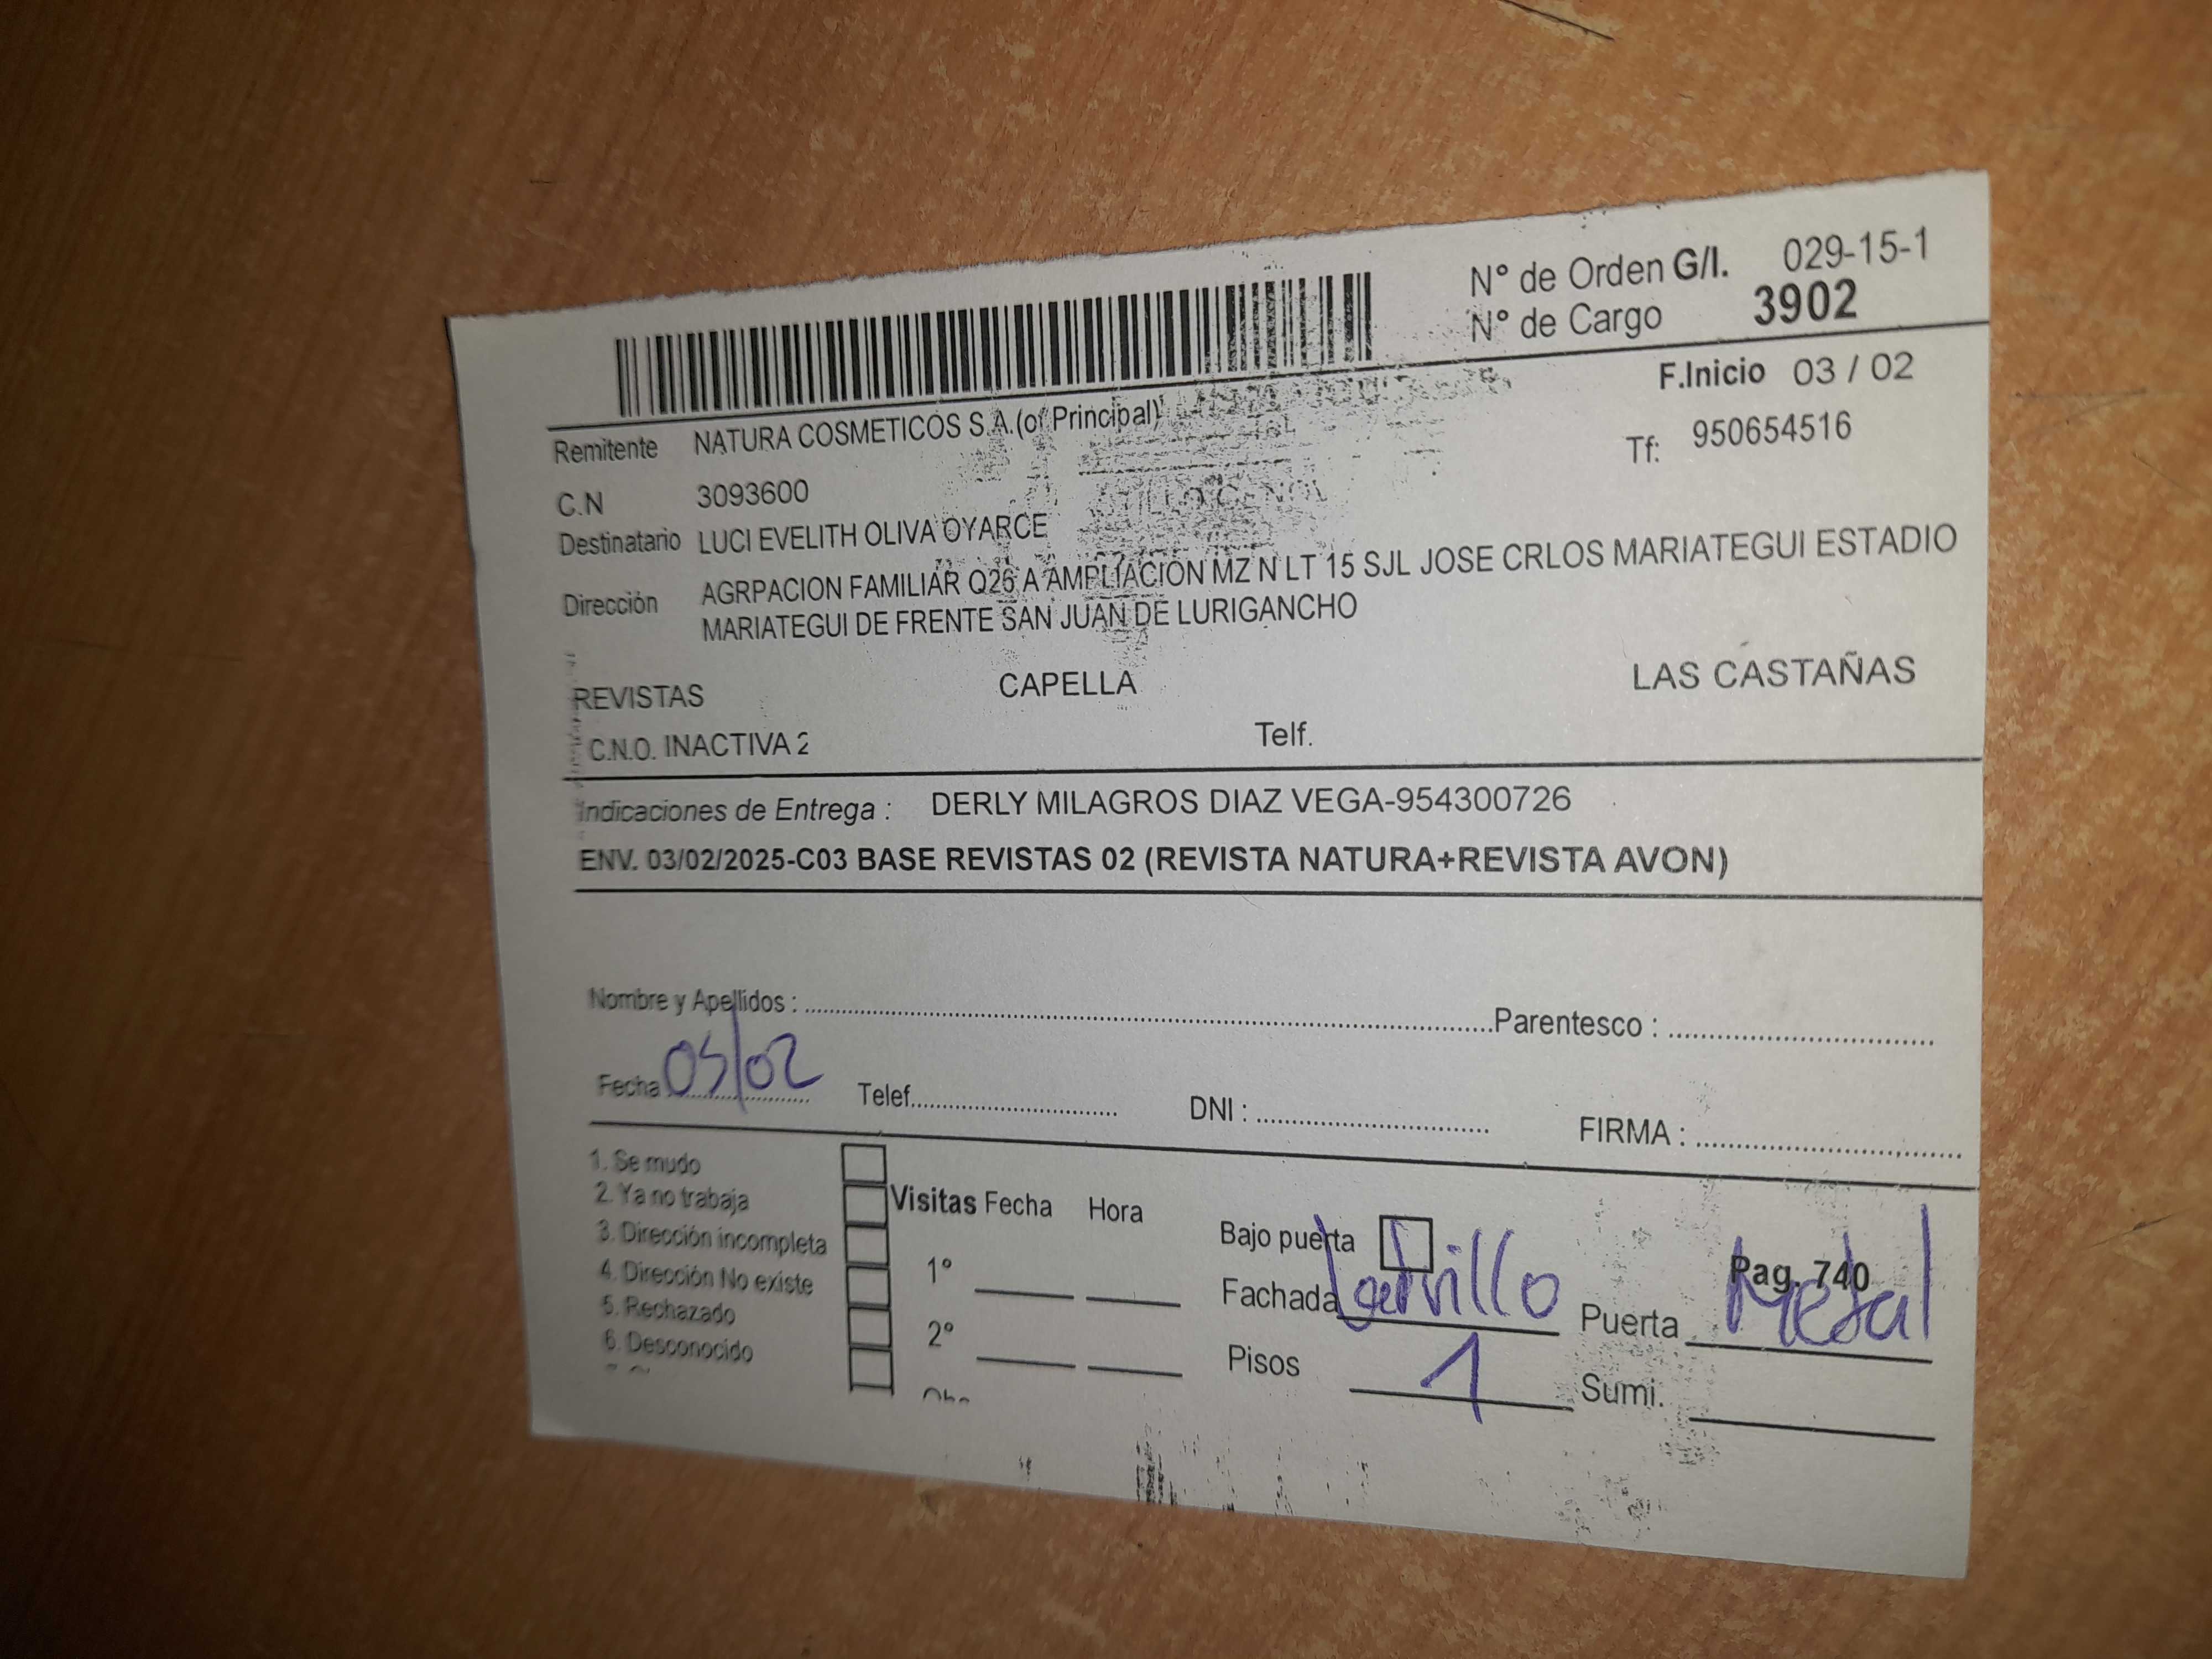 N° de Orden G/I. 029-15-1
N° de Cargo 3902
F.Inicio 03 / 02
Remitente NATURA COSMETICOS S.A.(of Principal)
Tf: 950654516
C.N 3093600
Destinatario LUCI EVELITH OLIVA OYARCE
Dirección AGRPACION FAMILIAR Q26 A AMPLIACION MZ N LT 15 SJL JOSE CRLOS MARIATEGUI ESTADIO
MARIATEGUI DE FRENTE SAN JUAN DE LURIGANCHO
REVISTAS CAPELLA LAS CASTAÑAS
C.N.O. INACTIVA 2 Telf.
Indicaciones de Entrega : DERLY MILAGROS DIAZ VEGA-954300726
ENV. 03/02/2025-C03 BASE REVISTAS 02 (REVISTA NATURA+REVISTA AVON)
Nombre y Apellidos : Parentesco :
Fecha 05/02 Telef. DNI : FIRMA :
1. Se mudo
2. Ya no trabaja
3. Dirección incompleta
4. Dirección No existe
5. Rechazado
6. Desconocido
Visitas Fecha Hora
1°
2°
Bajo puerta
Pag. 740
Fachada Ladrillo Puerta Metal
Pisos 1 Sumi.